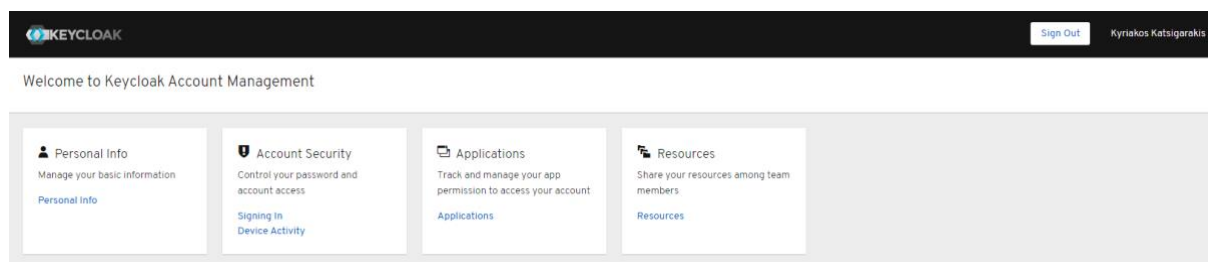 KEYCLOAK
Sign Out
Kyriakos Katsigarakis
Welcome to Keycloak Account Management
Personal Info
Manage your basic information
Personal Info
Account Security
Control your password and
account access
Signing In
Device Activity
Applications
Track and manage your app
permission to access your account
Applications
Resources
Share your resources among team
members
Resources